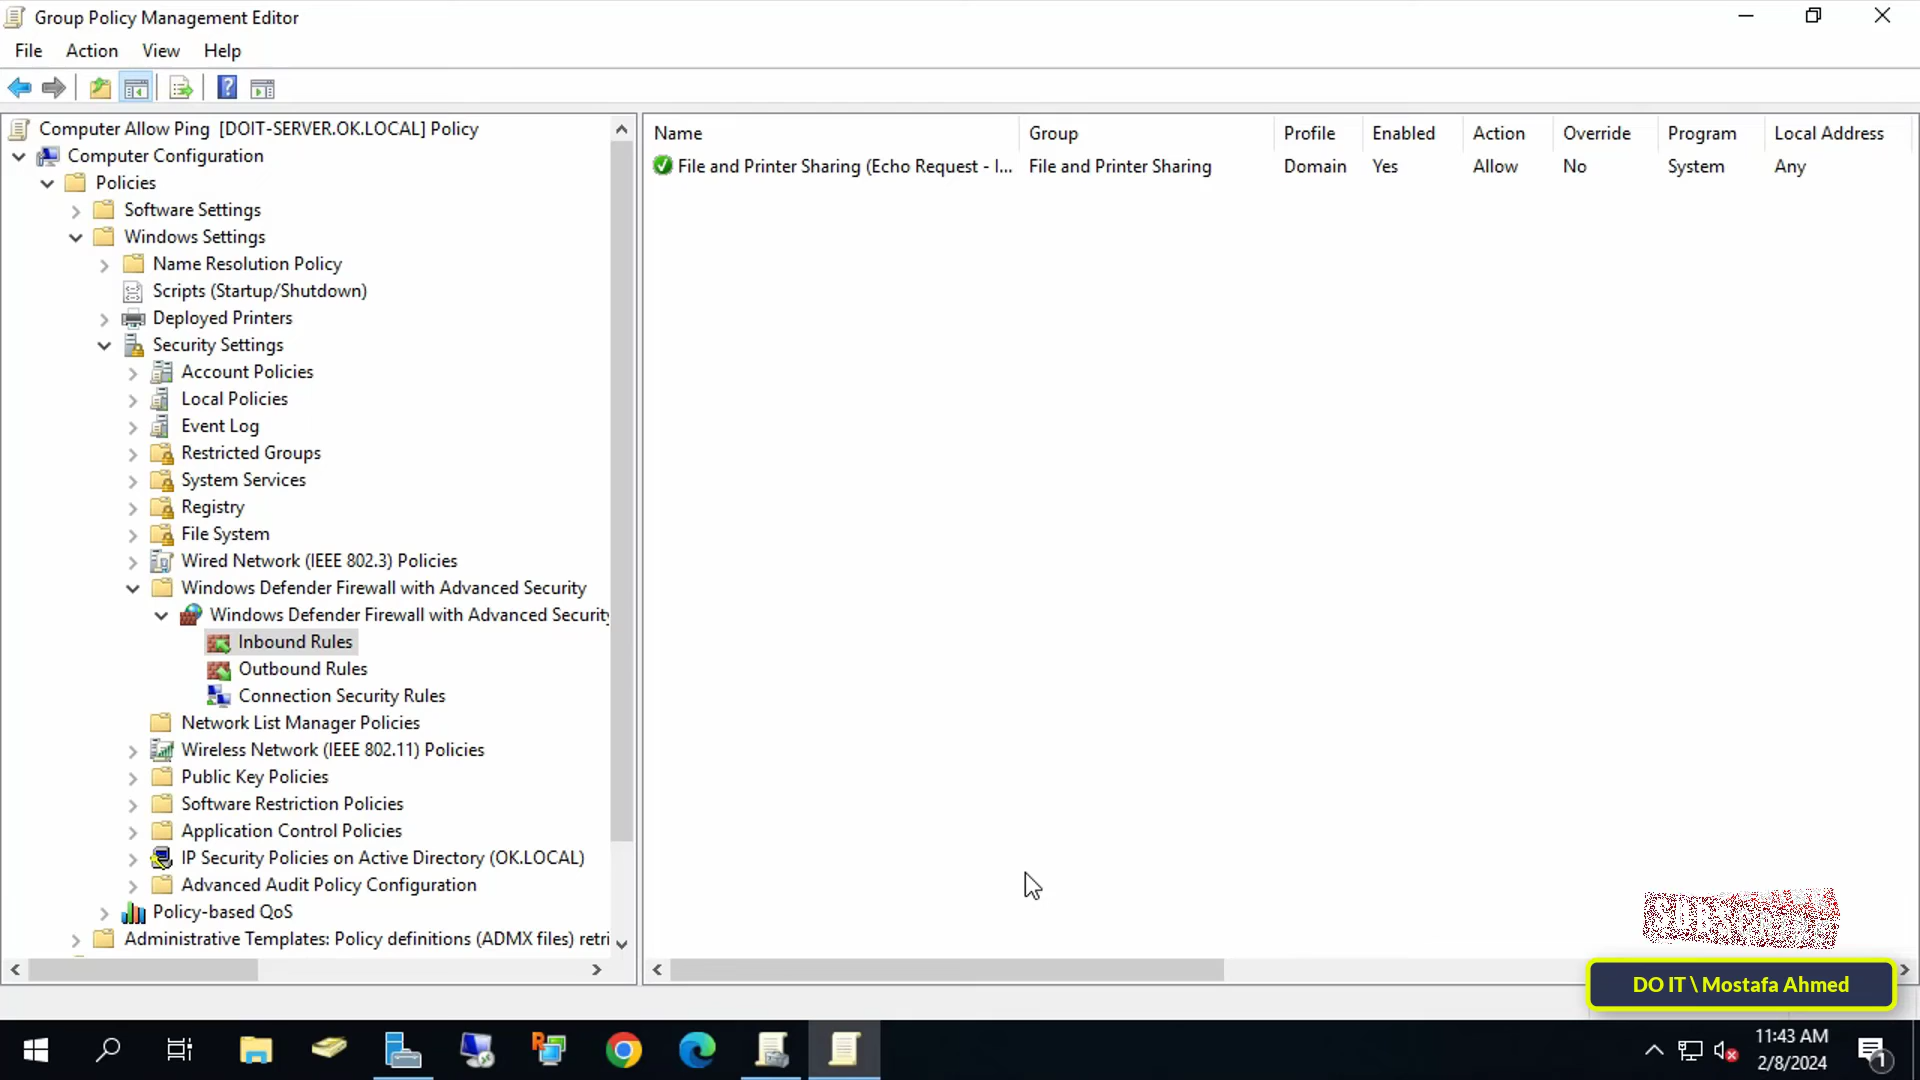 Group Policy Management Editor
File Action View Help
Computer Allow Ping [DOIT-SERVER.OK.LOCAL] Policy
Computer Configuration
Policies
Software Settings
Windows Settings
Name Resolution Policy
Scripts (Startup/Shutdown)
Deployed Printers
Security Settings
Account Policies
Local Policies
Event Log
Restricted Groups
System Services
Registry
File System
Wired Network (IEEE 802.3) Policies
Windows Defender Firewall with Advanced Security
Windows Defender Firewall with Advanced Security
Inbound Rules
Outbound Rules
Connection Security Rules
Network List Manager Policies
Wireless Network (IEEE 802.11) Policies
Public Key Policies
Software Restriction Policies
Application Control Policies
IP Security Policies on Active Directory (OK.LOCAL)
Advanced Audit Policy Configuration
Policy-based QoS
Administrative Templates: Policy definitions (ADMX files) retri
Name Group Profile Enabled Action Override Program Local Address
File and Printer Sharing (Echo Request - I... File and Printer Sharing Domain Yes Allow No System Any
DO IT \ Mostafa Ahmed
11:43 AM
2/8/2024
1